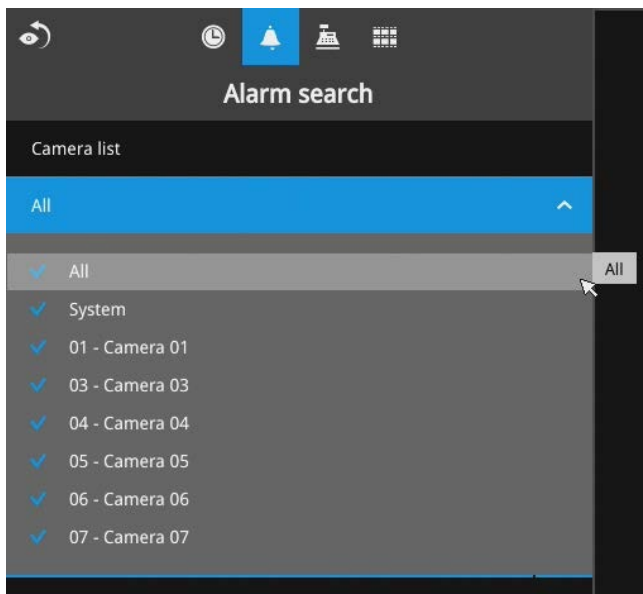 Alarm search
Camera list
All
All
All
System
01 - Camera 01
03 - Camera 03
04 - Camera 04
05 - Camera 05
06 - Camera 06
07 - Camera 07